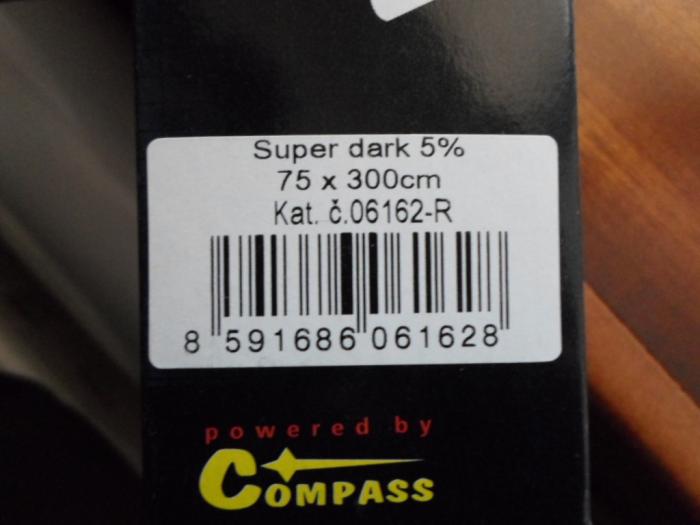 Super dark 5%
75 x 300cm
Kat. č.06162-R
8 591686 061628
powered by
COMPASS